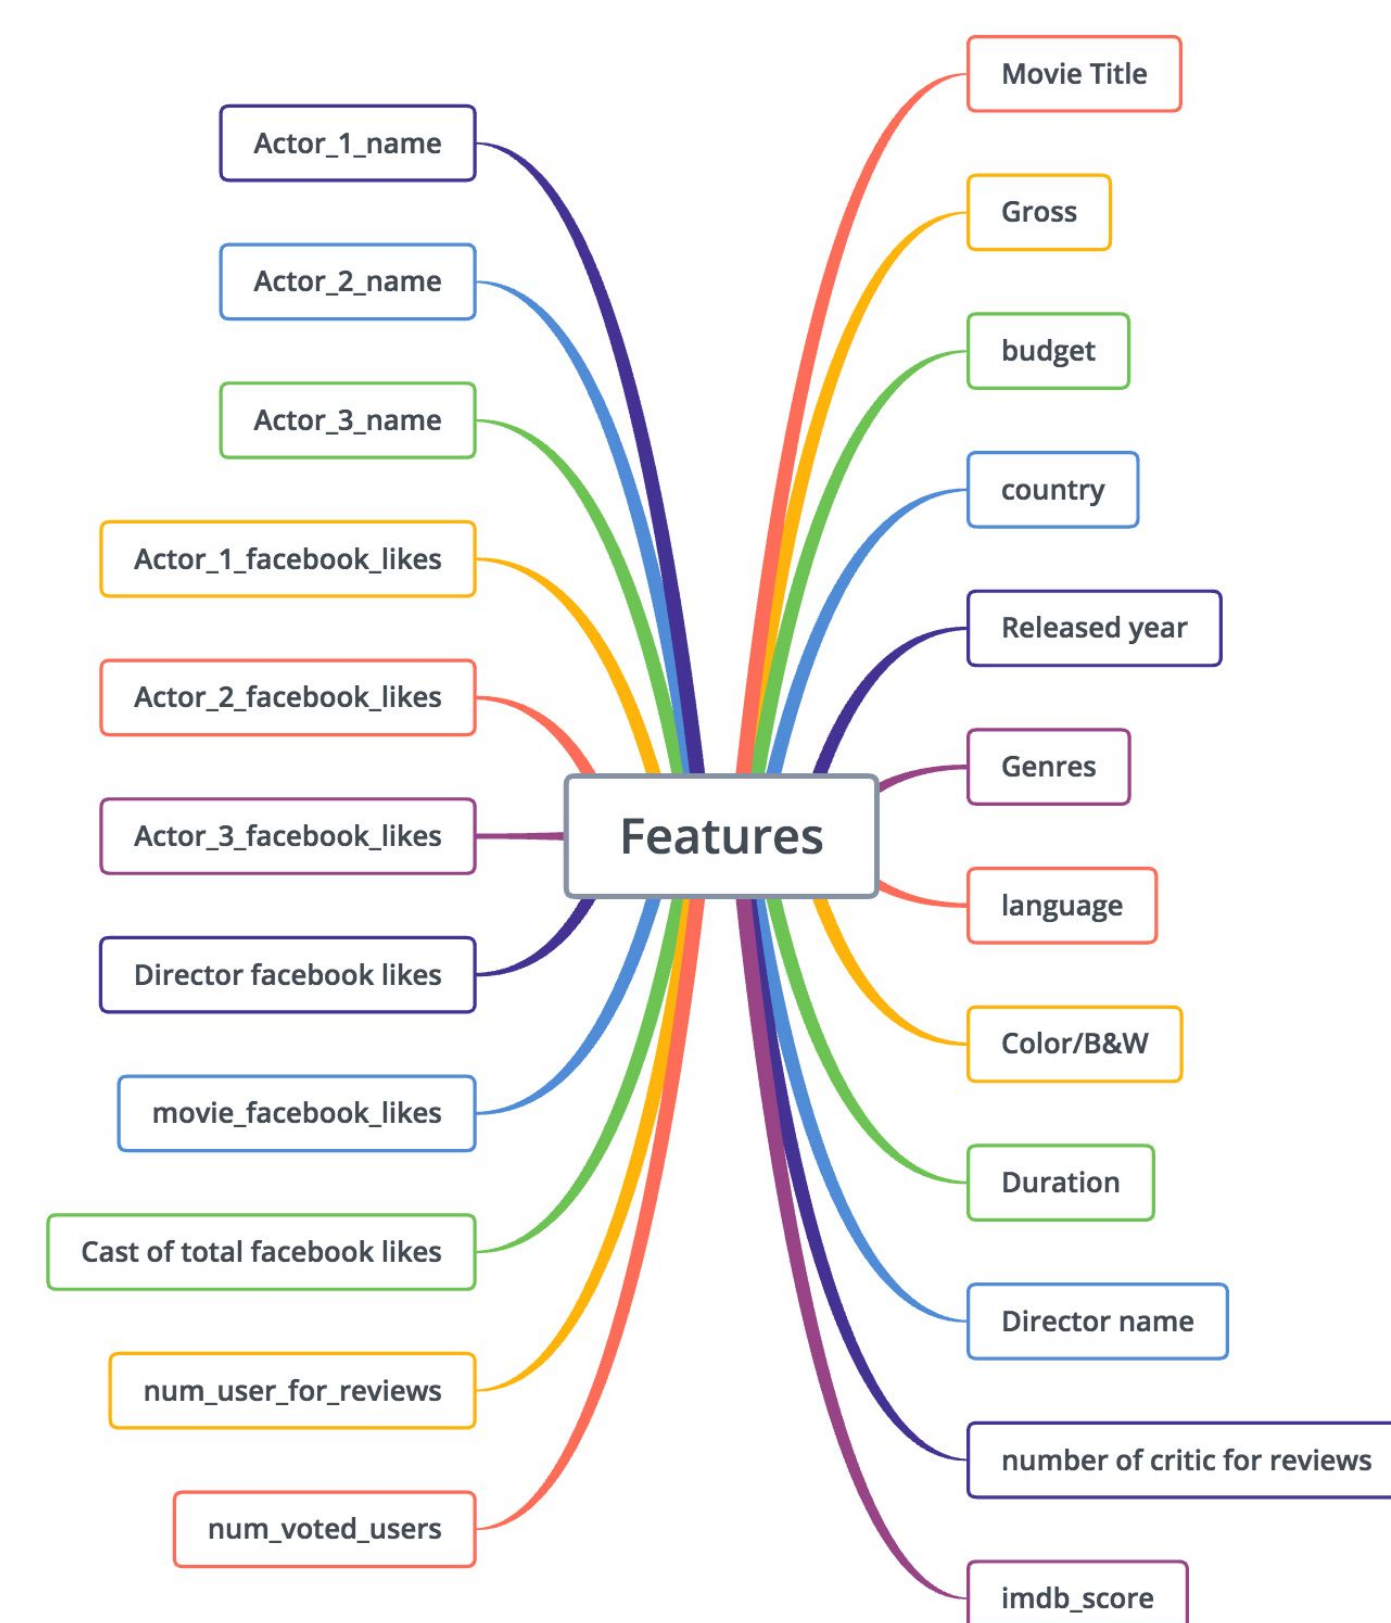 Movie Title
Actor_1_name
Gross
Actor_2_name
budget
Actor_3_name
country
Actor_1_facebook_likes
Released year
Actor_2_facebook_likes
Genres
Actor_3_facebook_likes
Features
language
Director facebook likes
Color/B&W
movie_facebook_likes
Duration
Cast of total facebook likes
Director name
num_user_for_reviews
number of critic for reviews
num_voted_users
imdb_score